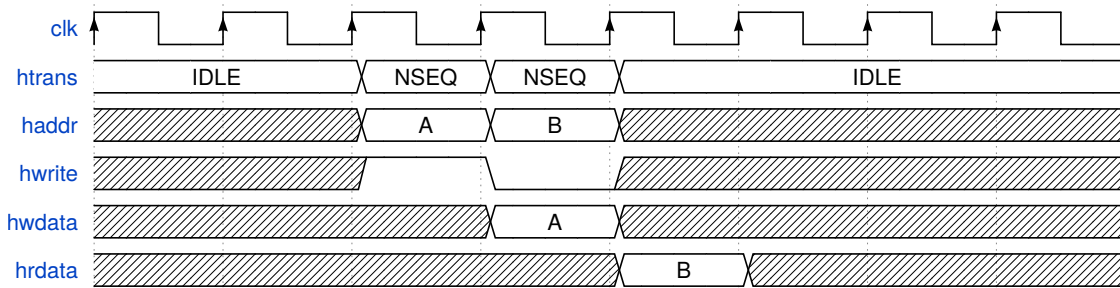 clk
htrans IDLE NSEQ NSEQ IDLE
haddr A B
hwrite
hwdata A
hrdata B